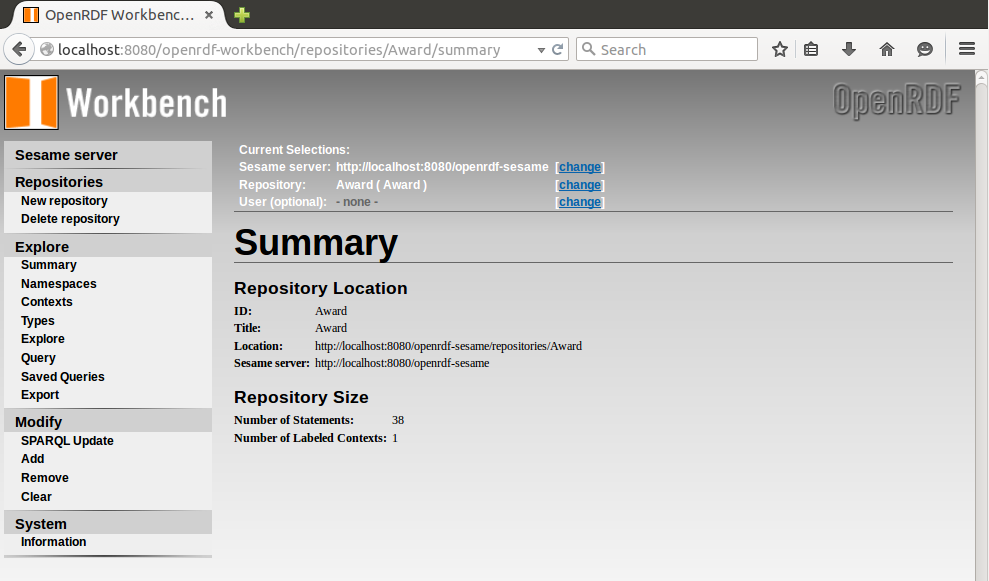 OpenRDF Workbenc...
localhost:8080/openrdf-workbench/repositories/Award/summary
Search
Workbench
OpenRDF
Sesame server
Repositories
New repository
Delete repository
Explore
Summary
Namespaces
Contexts
Types
Explore
Query
Saved Queries
Export
Modify
SPARQL Update
Add
Remove
Clear
System
Information
Current Selections:
Sesame server: http://localhost:8080/openrdf-sesame [change]
Repository: Award ( Award ) [change]
User (optional): - none - [change]
Summary
Repository Location
ID: Award
Title: Award
Location: http://localhost:8080/openrdf-sesame/repositories/Award
Sesame server: http://localhost:8080/openrdf-sesame
Repository Size
Number of Statements: 38
Number of Labeled Contexts: 1